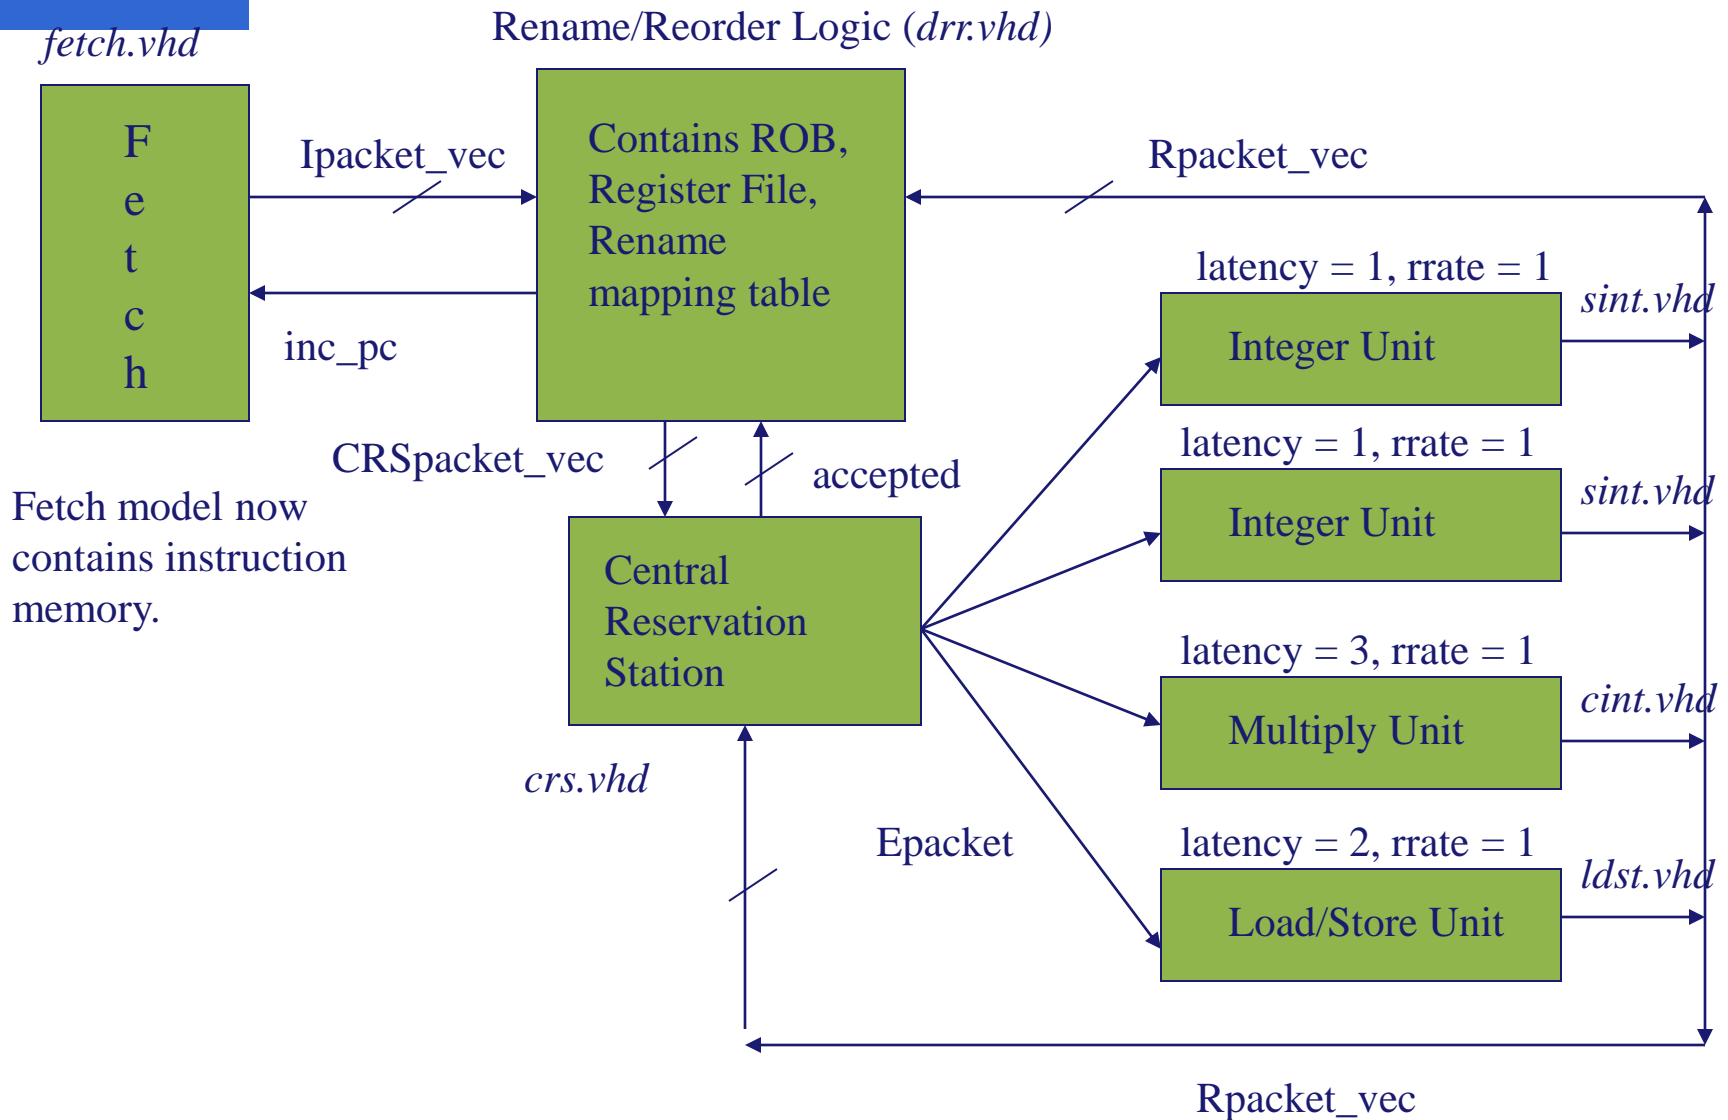 fetch.vhd
Rename/Reorder Logic (drr.vhd)
F
e
t
c
h
Ipacket_vec
inc_pc
Contains ROB,
Register File,
Rename
mapping table
Rpacket_vec
CRSpacket_vec
accepted
Fetch model now
contains instruction
memory.
Central
Reservation
Station
crs.vhd
Epacket
latency = 1, rrate = 1
sint.vhd
Integer Unit
latency = 1, rrate = 1
sint.vhd
Integer Unit
latency = 3, rrate = 1
cint.vhd
Multiply Unit
latency = 2, rrate = 1
ldst.vhd
Load/Store Unit
Rpacket_vec